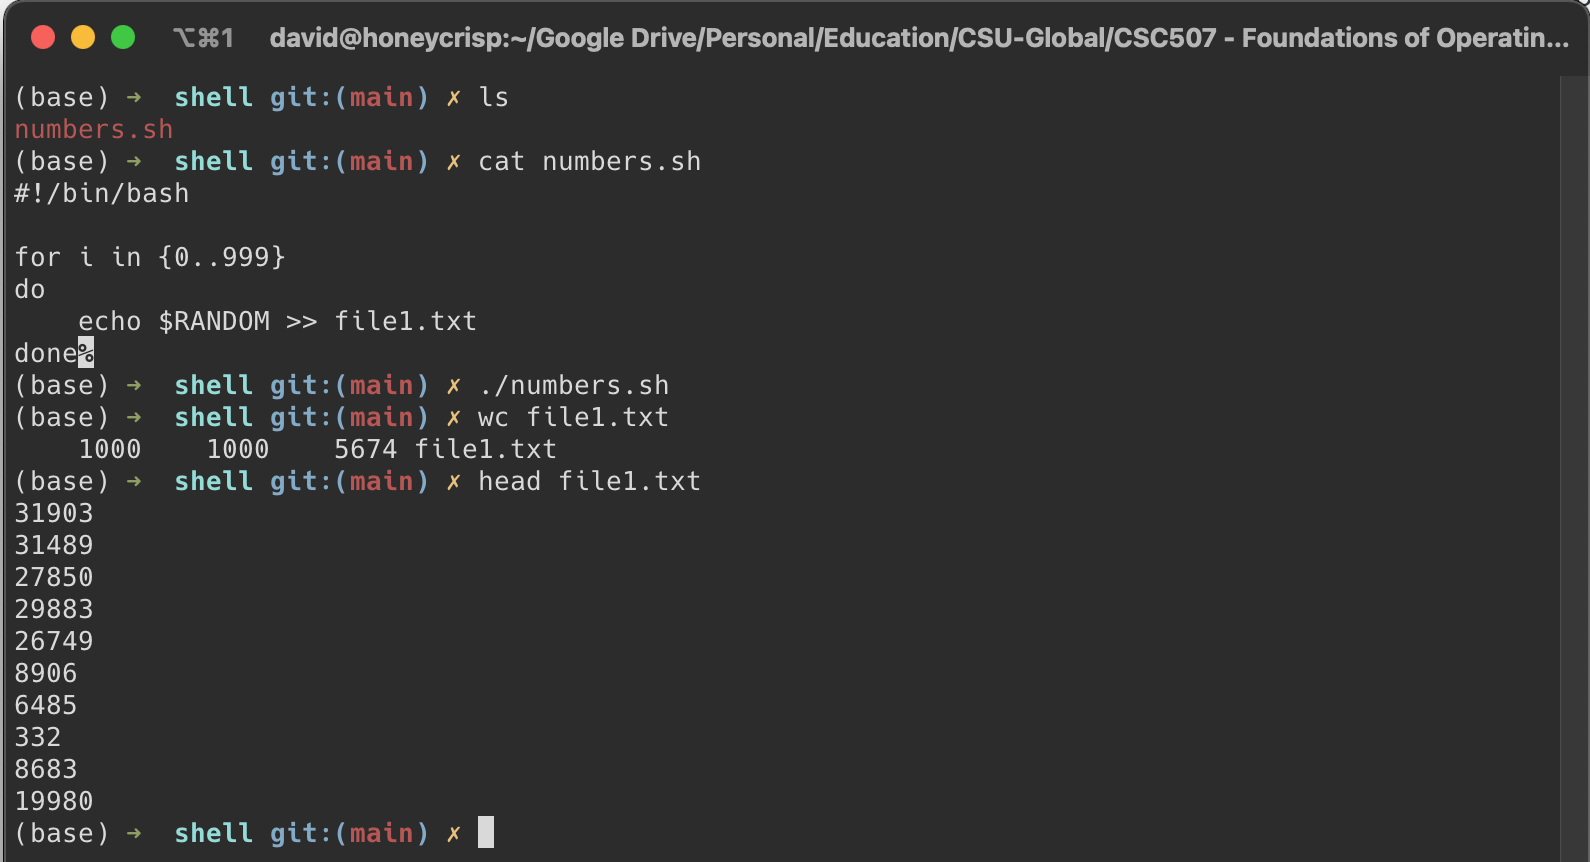 ⌥⌘1 david@honeycrisp:~/Google Drive/Personal/Education/CSU-Global/CSC507 - Foundations of Operatin...
(base) ➜  shell git:(main) ✗ ls
numbers.sh
(base) ➜  shell git:(main) ✗ cat numbers.sh
#!/bin/bash

for i in {0..999}
do
    echo $RANDOM >> file1.txt
done%
(base) ➜  shell git:(main) ✗ ./numbers.sh
(base) ➜  shell git:(main) ✗ wc file1.txt
    1000    1000    5674 file1.txt
(base) ➜  shell git:(main) ✗ head file1.txt
31903
31489
27850
29883
26749
8906
6485
332
8683
19980
(base) ➜  shell git:(main) ✗